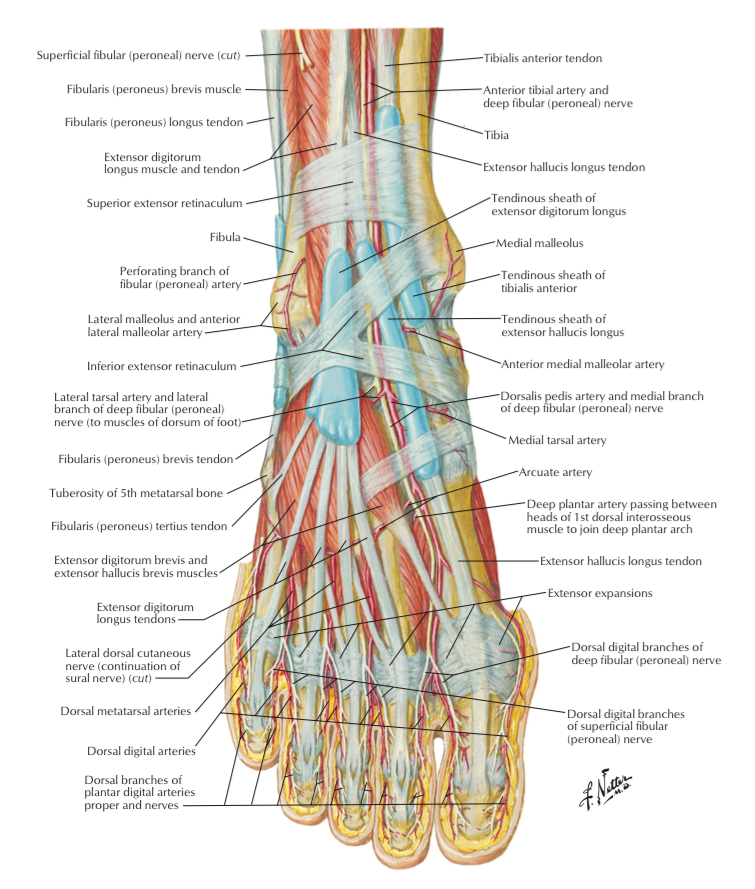 Superficial fibular (peroneal) nerve (cut)
Fibularis (peroneus) brevis muscle
Fibularis (peroneus) longus tendon
Extensor digitorum
longus muscle and tendon
Superior extensor retinaculum
Fibula
Perforating branch of
fibular (peroneal) artery
Lateral malleolus and anterior
lateral malleolar artery
Inferior extensor retinaculum
Lateral tarsal artery and lateral
branch of deep fibular (peroneal)
nerve (to muscles of dorsum of foot)
Fibularis (peroneus) brevis tendon
Tuberosity of 5th metatarsal bone
Fibularis (peroneus) tertius tendon
Extensor digitorum brevis and
extensor hallucis brevis muscles
Extensor digitorum
longus tendons
Lateral dorsal cutaneous
nerve (continuation of
sural nerve) (cut)
Dorsal metatarsal arteries
Dorsal digital arteries
Dorsal branches of
plantar digital arteries
proper and nerves
Tibialis anterior tendon
Anterior tibial artery and
deep fibular (peroneal) nerve
Tibia
Extensor hallucis longus tendon
Tendinous sheath of
extensor digitorum longus
Medial malleolus
Tendinous sheath of
tibialis anterior
Tendinous sheath of
extensor hallucis longus
Anterior medial malleolar artery
Dorsalis pedis artery and medial branch
of deep fibular (peroneal) nerve
Medial tarsal artery
Arcuate artery
Deep plantar artery passing between
heads of 1st dorsal interosseous
muscle to join deep plantar arch
Extensor hallucis longus tendon
Extensor expansions
Dorsal digital branches of
deep fibular (peroneal) nerve
Dorsal digital branches
of superficial fibular
(peroneal) nerve
F. Netter
M.D.